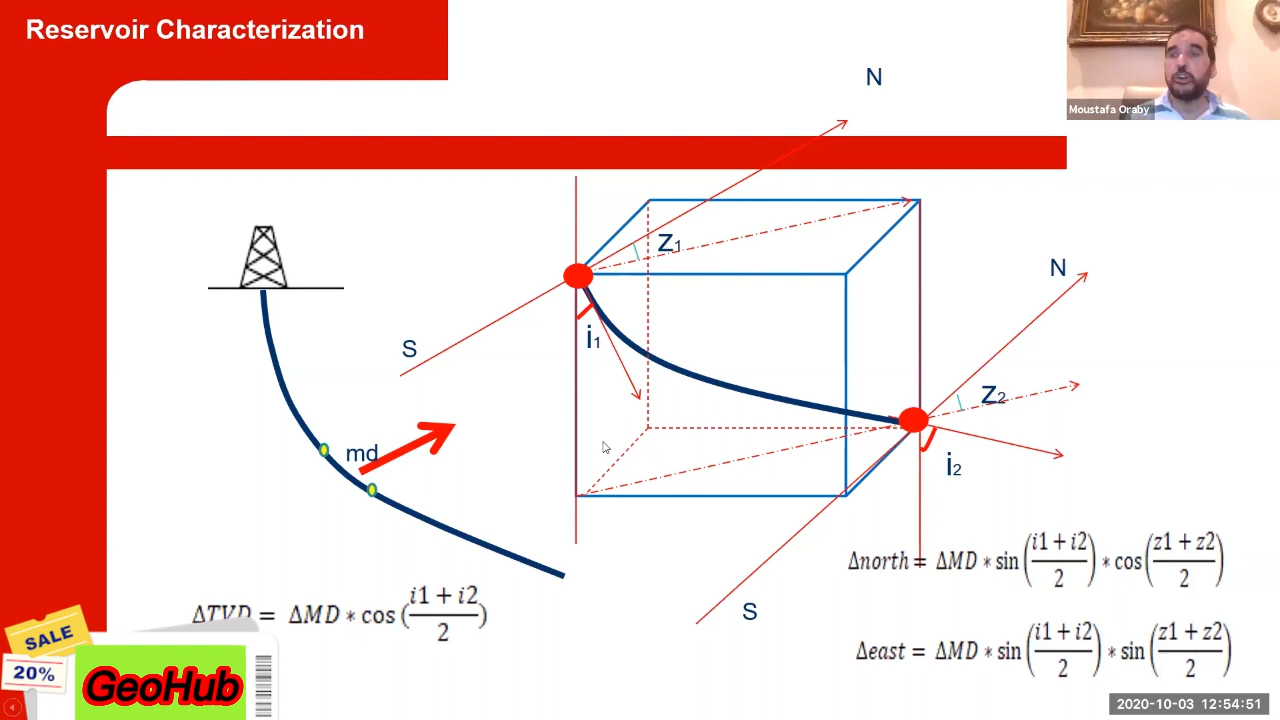 Reservoir Characterization
Moustafa Oraby
N
Z1
N
i1
S
Z2
md
i2
Δnorth = ΔMD * sin (i1 + i2 / 2) * cos (z1 + z2 / 2)
ΔTVD = ΔMD * cos (i1 + i2 / 2)
S
SALE
Δeast = ΔMD * sin (i1 + i2 / 2) * sin (z1 + z2 / 2)
20%
GeoHub
2020-10-03 12:54:51